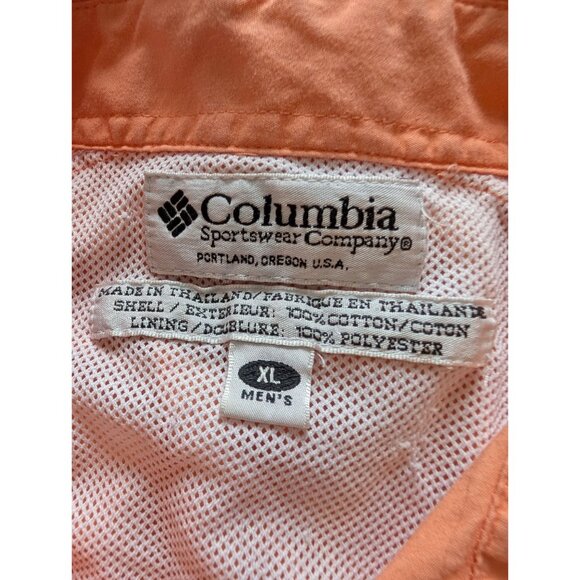 Columbia
Sportswear Company®
PORTLAND, OREGON U.S.A.
MADE IN THAILAND/FABRIQUE EN THAILANDE
SHELL/EXTERIEUR: 100% COTTON/COTON
LINING/DOUBLURE: 100% POLYESTER
XL
MEN'S